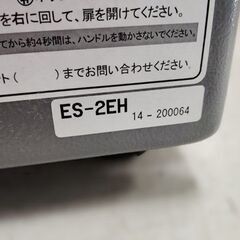 を右に回して、扉を開けてください。
てから約4秒間は、ハンドルを動かさないでください。
ト(　　　)までお問い合わせください。
ES-2EH 14 - 200064